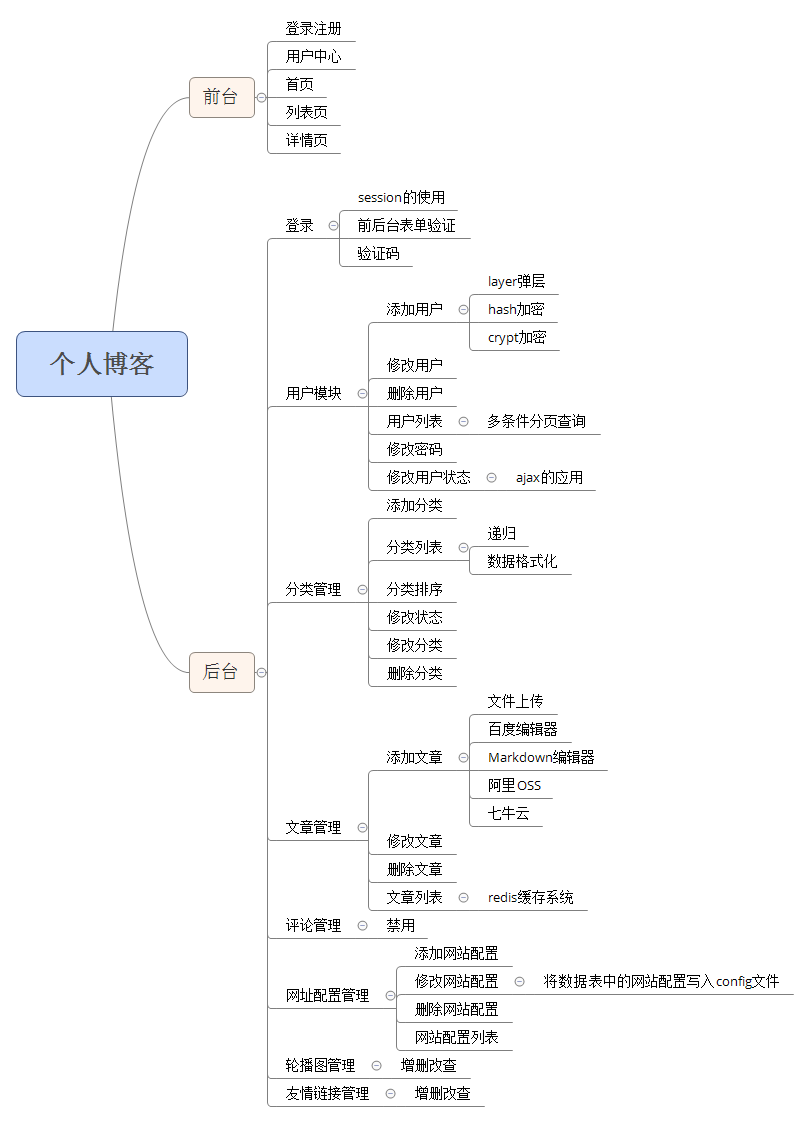 个人博客
前台
登录注册
用户中心
首页
列表页
详情页
后台
登录
session的使用
前后台表单验证
验证码
用户模块
添加用户
layer弹层
hash加密
crypt加密
修改用户
删除用户
用户列表
多条件分页查询
修改密码
修改用户状态
ajax的应用
分类管理
添加分类
分类列表
递归
数据格式化
分类排序
修改状态
修改分类
删除分类
文章管理
添加文章
文件上传
百度编辑器
Markdown编辑器
阿里OSS
七牛云
修改文章
删除文章
文章列表
redis缓存系统
评论管理
禁用
网址配置管理
添加网站配置
修改网站配置
将数据表中的网站配置写入config文件
删除网站配置
网站配置列表
轮播图管理
增删改查
友情链接管理
增删改查